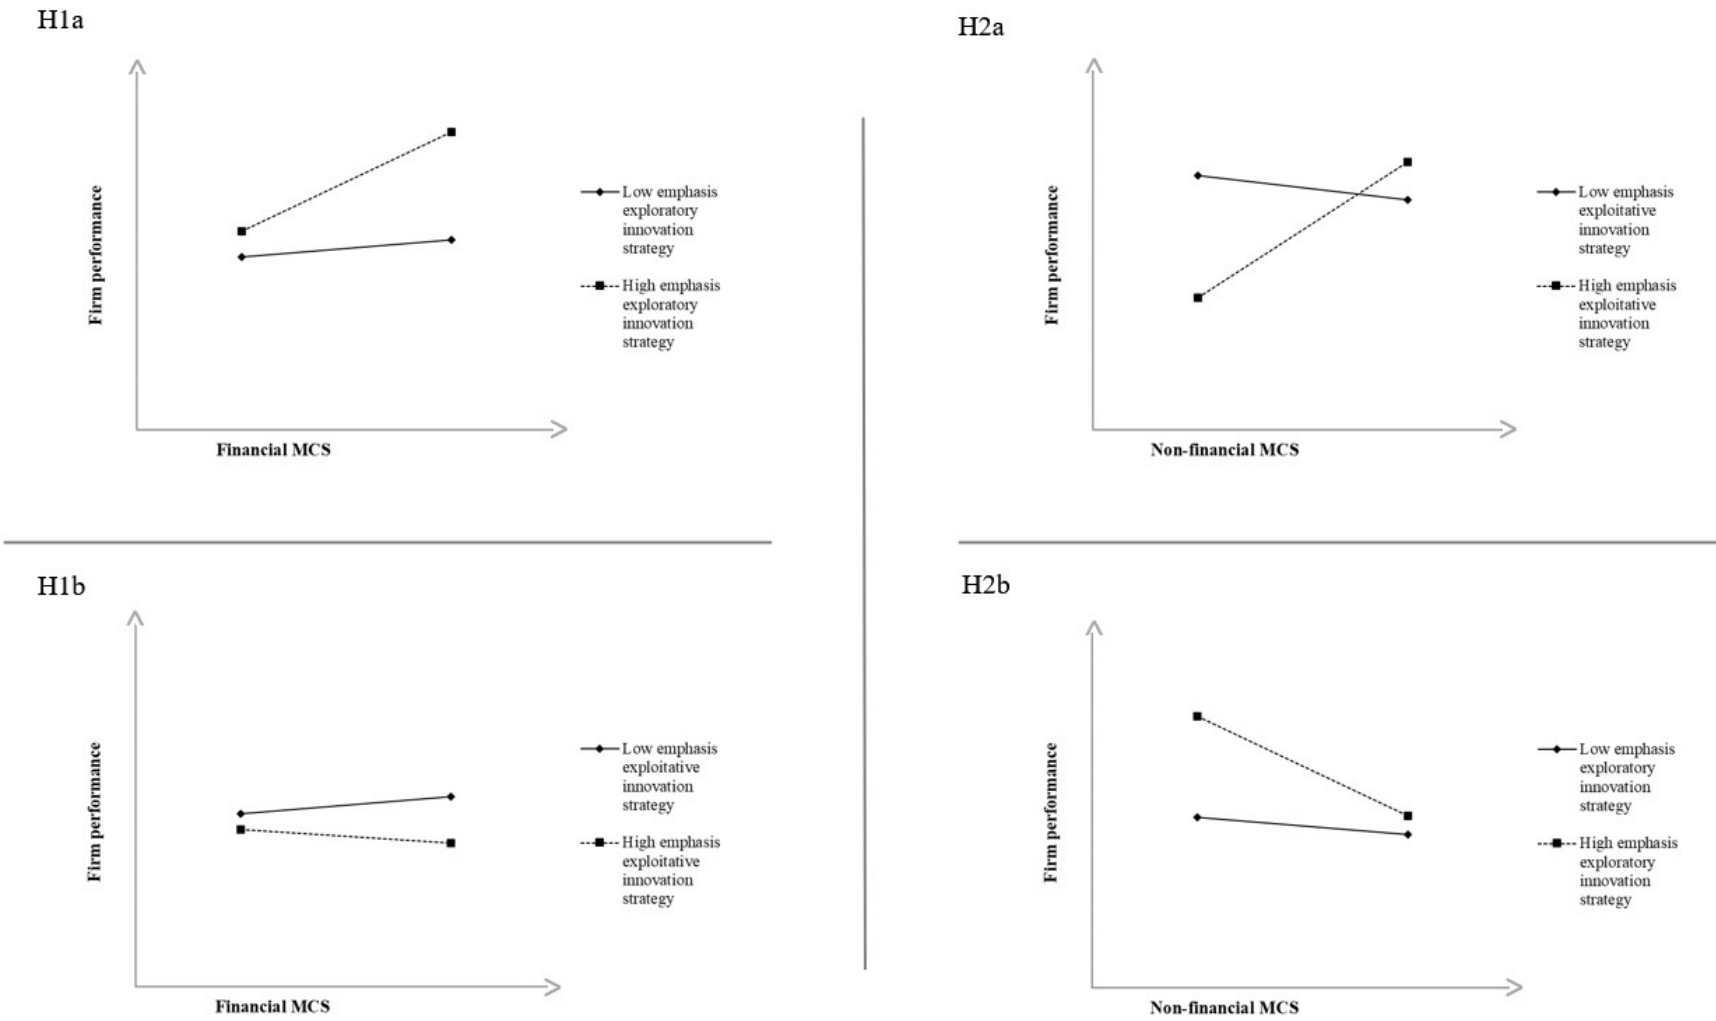 H1a
Firm performance
Low emphasis
exploratory
innovation
strategy
High emphasis
exploratory
innovation
strategy
Financial MCS
H2a
Firm performance
Low emphasis
exploitative
innovation
strategy
High emphasis
exploitative
innovation
strategy
Non-financial MCS
H1b
Firm performance
Low emphasis
exploitative
innovation
strategy
High emphasis
exploitative
innovation
strategy
Financial MCS
H2b
Firm performance
Low emphasis
exploratory
innovation
strategy
High emphasis
exploratory
innovation
strategy
Non-financial MCS